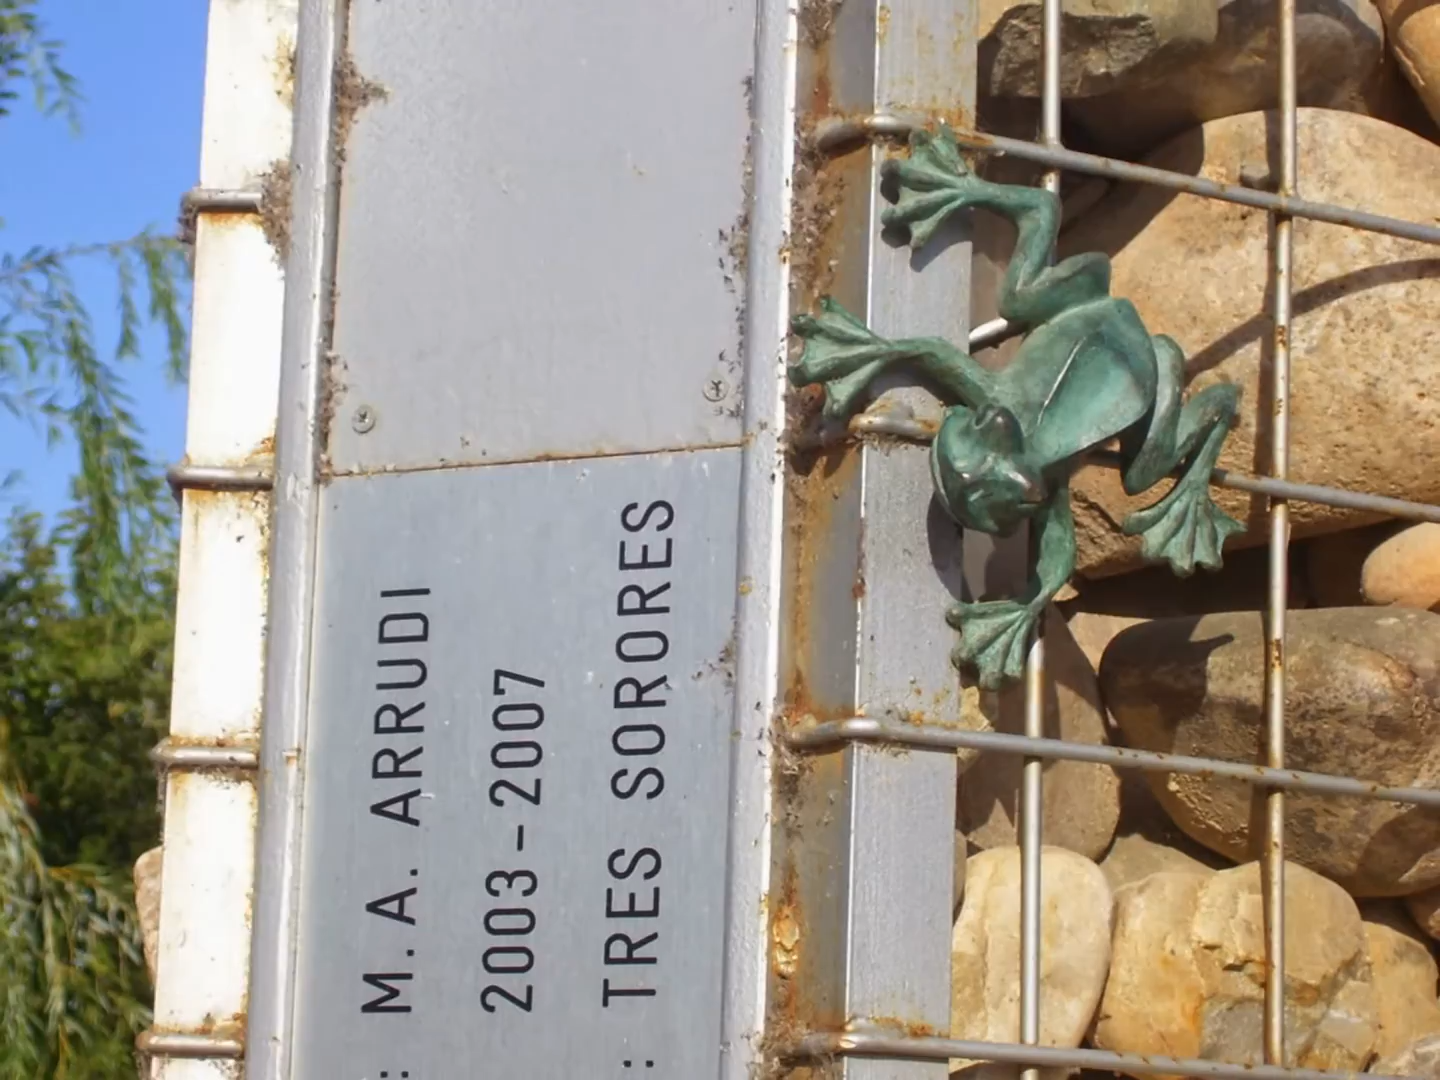 : M. A. ARRUDI
2003-2007
: TRES SORORES